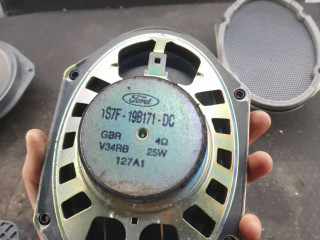 Ford
1S7F-19B171-DC
GBR 4Ω
V34RB 25W
127A1